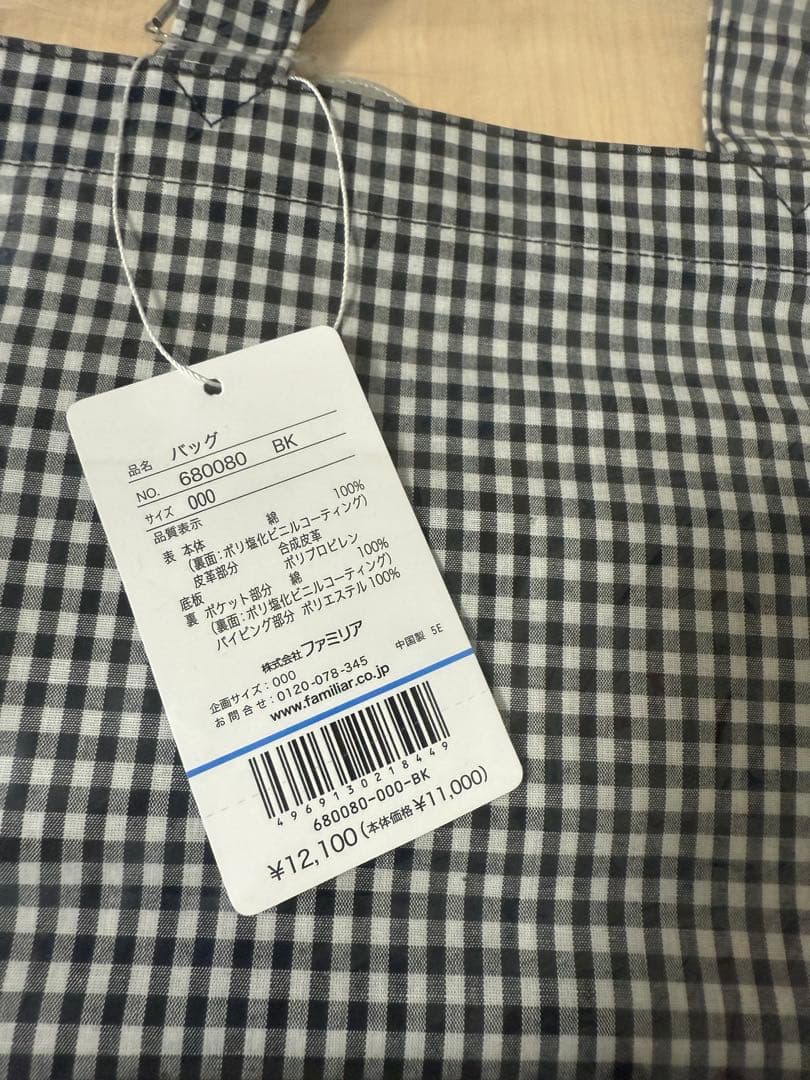 品名 バッグ
NO. 680080 BK
サイズ 000
品質表示
表 本体 綿 100%
(裏面:ポリ塩化ビニルコーティング)
皮革部分 合成皮革
底板 ポリプロピレン
裏 ポケット部分 綿 100%
(裏面:ポリ塩化ビニルコーティング)
パイピング部分 ポリエステル 100%
株式会社 ファミリア
中国製 5E
企画サイズ:000
お問合せ:0120-078-345
www.familiar.co.jp
4969130218449
680080-000-BK
¥12,100(本体価格¥11,000)